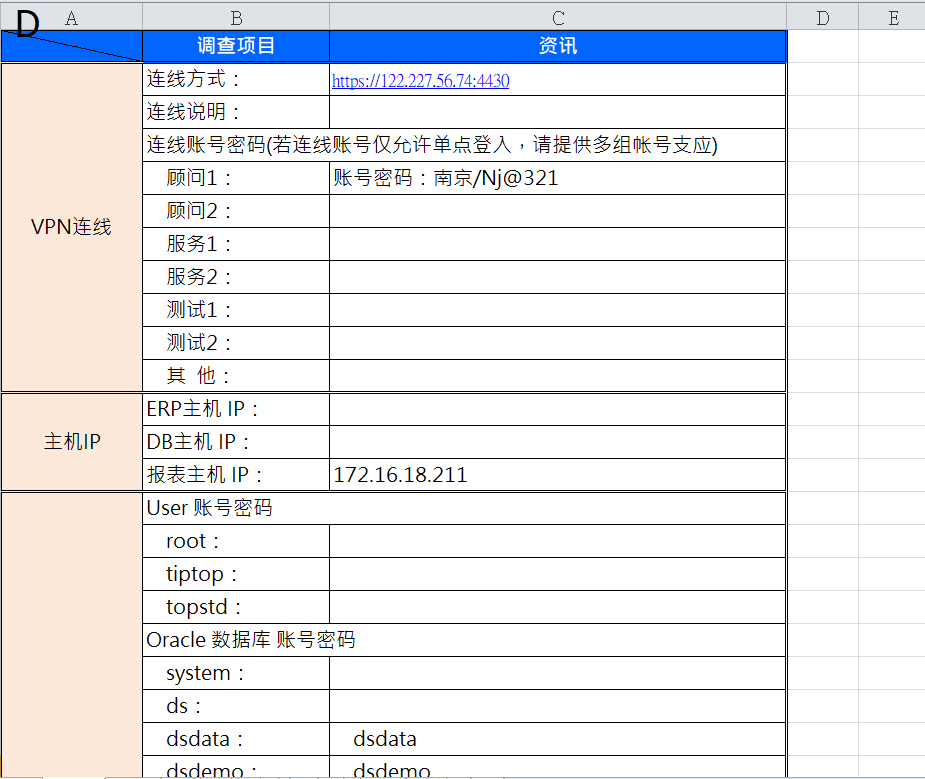 A B C D E
D
调查项目 资讯
VPN连线
连线方式： https://122.227.56.74:4430
连线说明：
连线账号密码(若连线账号仅允许单点登入，请提供多组帐号支应)
顾问1： 账号密码：南京/Nj@321
顾问2：
服务1：
服务2：
测试1：
测试2：
其 他：
主机IP
ERP主机 IP：
DB主机 IP：
报表主机 IP： 172.16.18.211
User 账号密码
root：
tiptop：
topstd：
Oracle 数据库 账号密码
system：
ds：
dsdata： dsdata
dsdemo： dsdemo